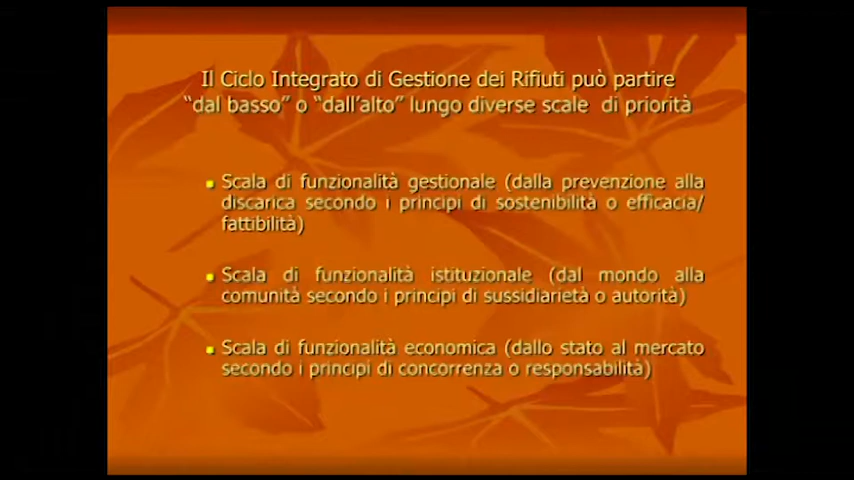 Il Ciclo Integrato di Gestione dei Rifiuti può partire
“dal basso” o “dall’alto” lungo diverse scale di priorità
Scala di funzionalità gestionale (dalla prevenzione alla
discarica secondo i principi di sostenibilità o efficacia/
fattibilità)
Scala di funzionalità istituzionale (dal mondo alla
comunità secondo i principi di sussidiarietà o autorità)
Scala di funzionalità economica (dallo stato al mercato
secondo i principi di concorrenza o responsabilità)